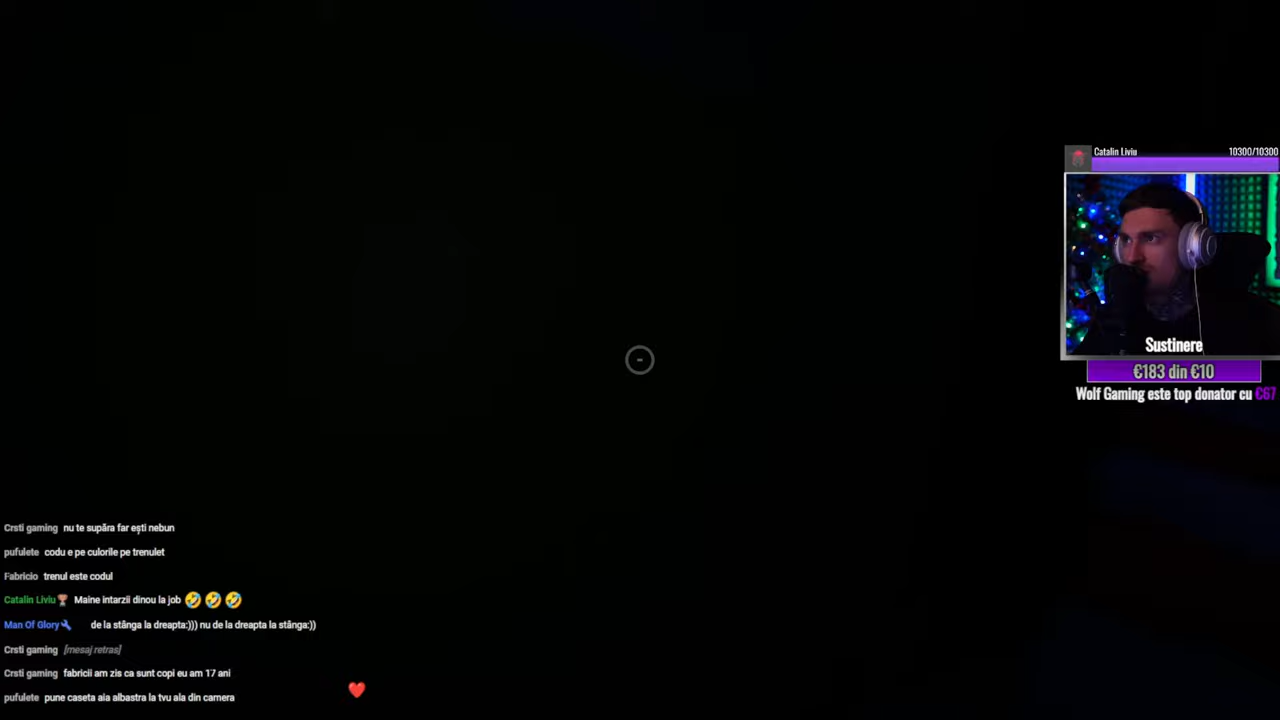 Catalin Liviu 10300/10300
Sustinere
€183 din €10
Wolf Gaming este top donator cu €67
Crsti gaming nu te supăra far ești nebun
pufulete codu e pe culorile pe trenulet
Fabricio trenul este codul
Catalin Liviu🏆 Maine intarzii dinou la job 🤣 🤣 🤣
Man Of Glory🔧 de la stânga la dreapta:))) nu de la dreapta la stânga:))
Crsti gaming [mesaj retras]
Crsti gaming fabricii am zis ca sunt copi eu am 17 ani
pufulete pune caseta aia albastra la tvu ala din camera